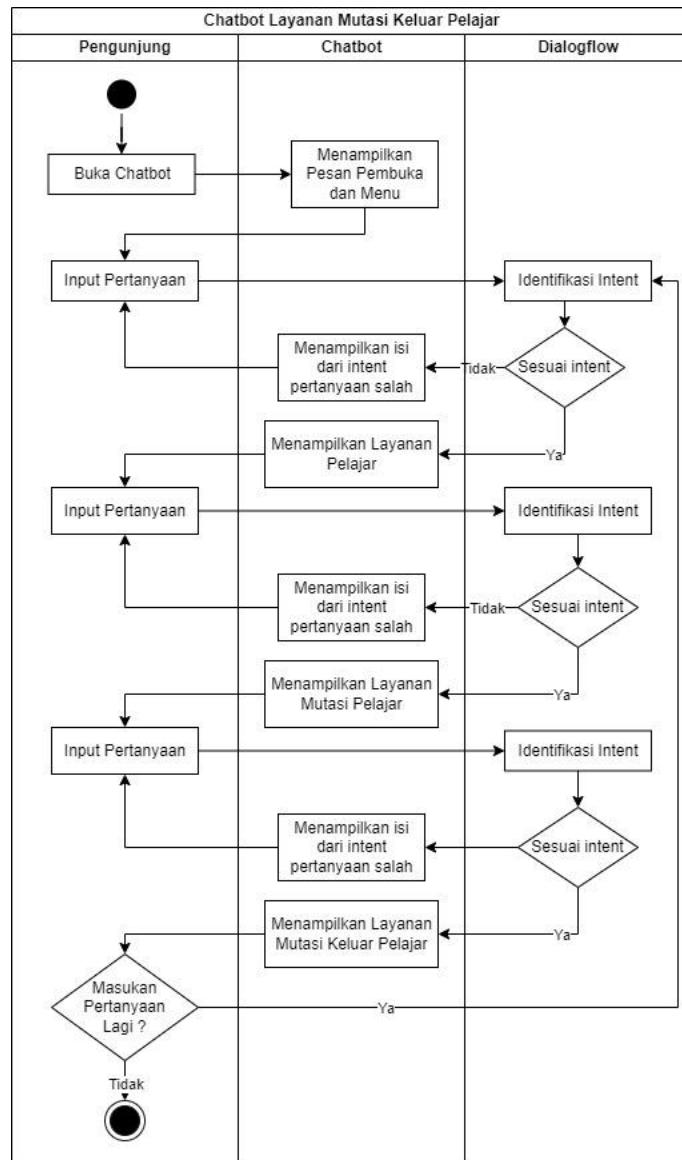 Chatbot Layanan Mutasi Keluar Pelajar
Pengunjung
Chatbot
Dialogflow
Buka Chatbot
Menampilkan
Pesan Pembuka
dan Menu
Input Pertanyaan
Identifikasi Intent
Menampilkan isi
dari intent
pertanyaan salah
Tidak
Sesuai intent
Menampilkan Layanan
Pelajar
Ya
Input Pertanyaan
Identifikasi Intent
Menampilkan isi
dari intent
pertanyaan salah
Tidak
Sesuai intent
Menampilkan Layanan
Mutasi Pelajar
Ya
Input Pertanyaan
Identifikasi Intent
Menampilkan isi
dari intent
pertanyaan salah
Sesuai intent
Menampilkan Layanan
Mutasi Keluar Pelajar
Ya
Masukan
Pertanyaan
Lagi ?
Ya
Tidak